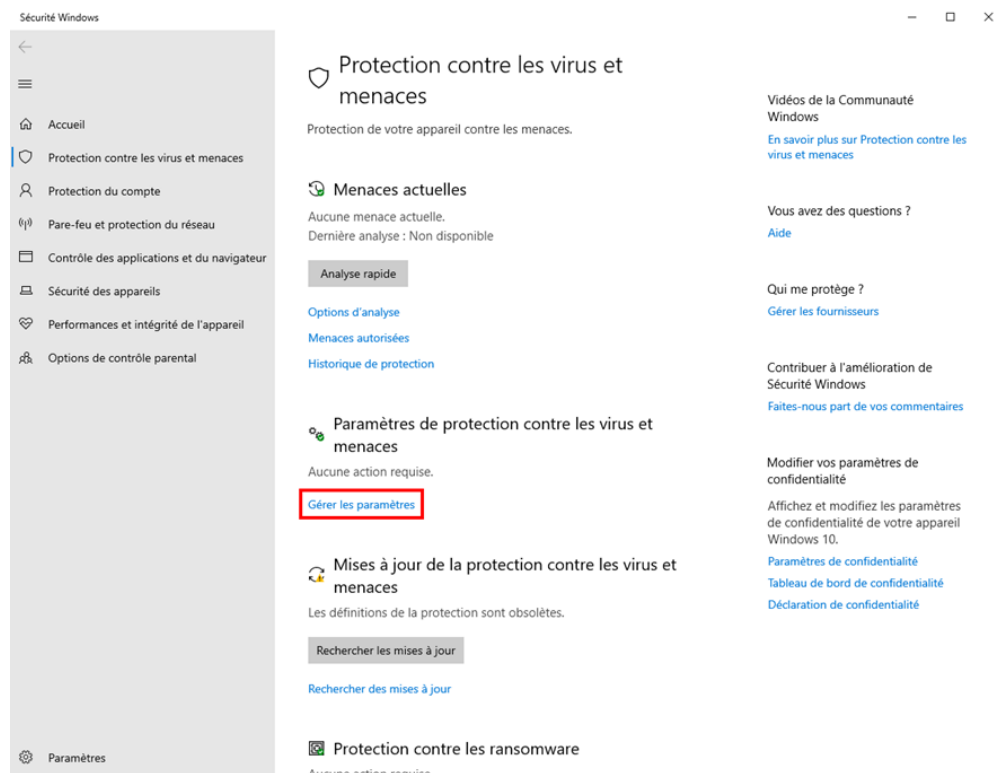 Sécurité Windows
Accueil
Protection contre les virus et menaces
Protection du compte
Pare-feu et protection du réseau
Contrôle des applications et du navigateur
Sécurité des appareils
Performances et intégrité de l'appareil
Options de contrôle parental
Paramètres
Protection contre les virus et
menaces
Protection de votre appareil contre les menaces.
Menaces actuelles
Aucune menace actuelle.
Dernière analyse : Non disponible
Analyse rapide
Options d'analyse
Menaces autorisées
Historique de protection
Paramètres de protection contre les virus et
menaces
Aucune action requise.
Gérer les paramètres
Mises à jour de la protection contre les virus et
menaces
Les définitions de la protection sont obsolètes.
Rechercher les mises à jour
Rechercher des mises à jour
Protection contre les ransomware
Aucune action requise.
Vidéos de la Communauté
Windows
En savoir plus sur Protection contre les
virus et menaces
Vous avez des questions ?
Aide
Qui me protège ?
Gérer les fournisseurs
Contribuer à l'amélioration de
Sécurité Windows
Faites-nous part de vos commentaires
Modifier vos paramètres de
confidentialité
Affichez et modifiez les paramètres
de confidentialité de votre appareil
Windows 10.
Paramètres de confidentialité
Tableau de bord de confidentialité
Déclaration de confidentialité